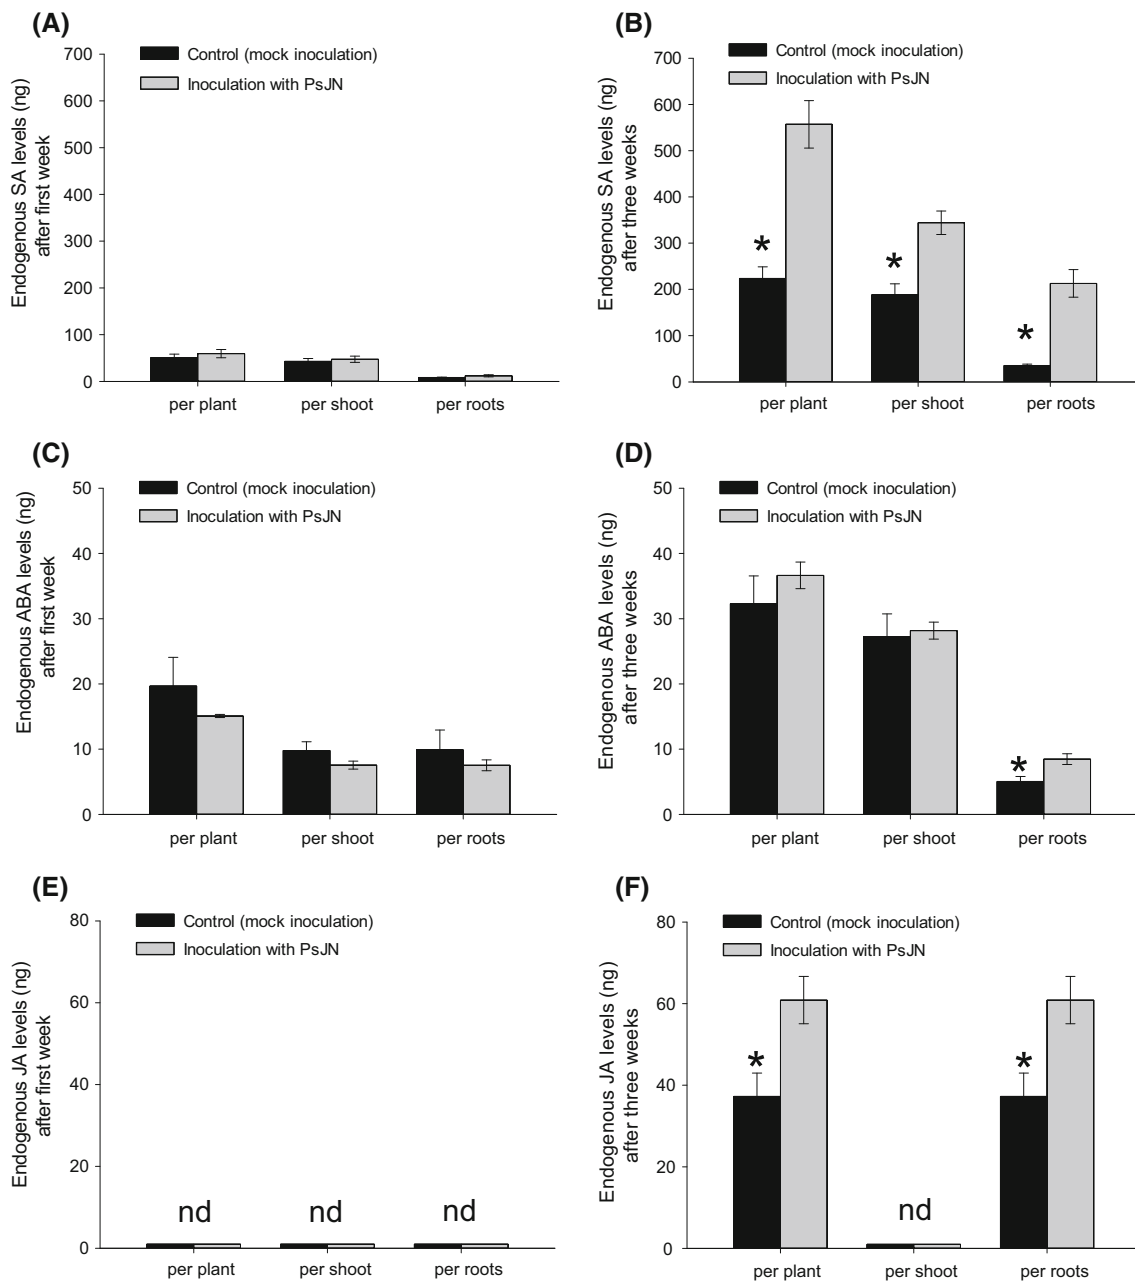 (A)
Control (mock inoculation)
Inoculation with PsJN
Endogenous SA levels (ng)
after first week
700
600
500
400
300
200
100
0
per plant
per shoot
per roots
(B)
Control (mock inoculation)
Inoculation with PsJN
Endogenous SA levels (ng)
after three weeks
700
600
500
400
300
200
100
0
*
*
*
per plant
per shoot
per roots
(C)
Control (mock inoculation)
Inoculation with PsJN
Endogenous ABA levels (ng)
after first week
50
40
30
20
10
0
per plant
per shoot
per roots
(D)
Control (mock inoculation)
Inoculation with PsJN
Endogenous ABA levels (ng)
after three weeks
50
40
30
20
10
0
*
per plant
per shoot
per roots
(E)
Control (mock inoculation)
Inoculation with PsJN
Endogenous JA levels (ng)
after first week
80
60
40
20
0
nd
nd
nd
per plant
per shoot
per roots
(F)
Control (mock inoculation)
Inoculation with PsJN
Endogenous JA levels (ng)
after three weeks
80
60
40
20
0
*
nd
*
per plant
per shoot
per roots